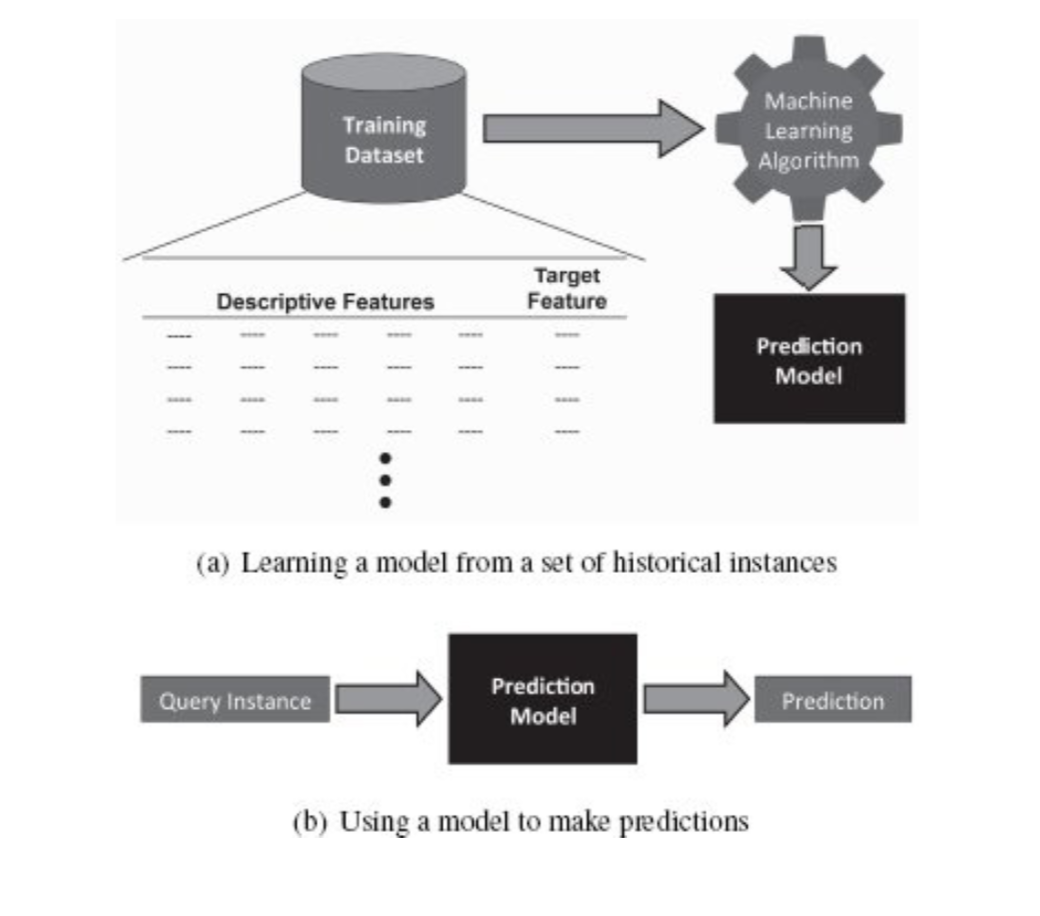 Training
Dataset
Machine
Learning
Algorithm
Descriptive Features
Target
Feature
---- ---- ---- ---- ---- ----
---- ---- ---- ---- ---- ----
---- ---- ---- ---- ---- ----
---- ---- ---- ---- ---- ----
Prediction
Model
(a) Learning a model from a set of historical instances
Query Instance
Prediction
Model
Prediction
(b) Using a model to make predictions